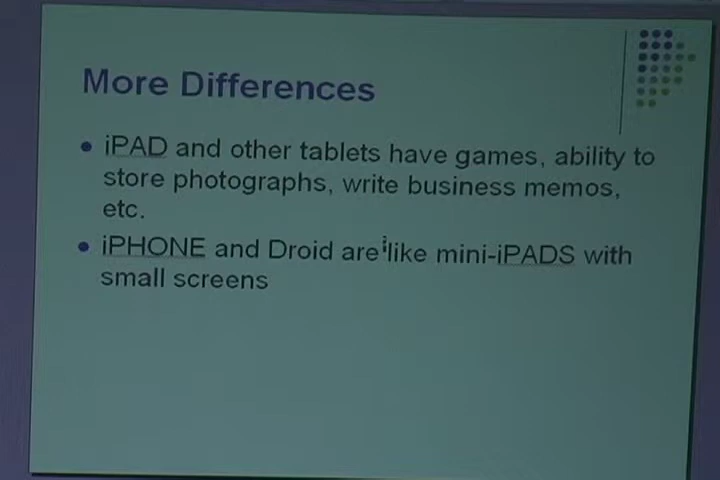 More Differences
iPAD and other tablets have games, ability to
store photographs, write business memos,
etc.
iPHONE and Droid are like mini-iPADS with
small screens